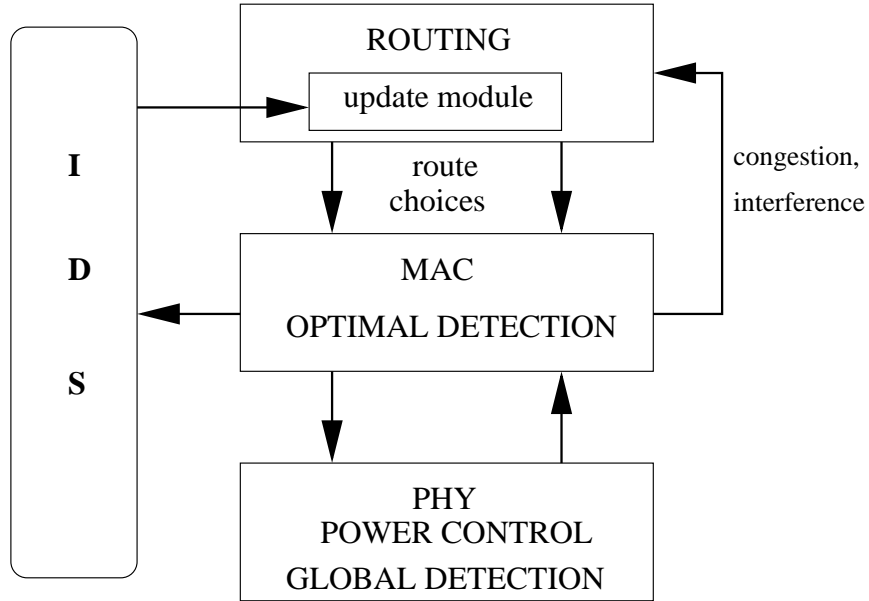 I
D
S
ROUTING
update module
route
choices
congestion,
interference
MAC
OPTIMAL DETECTION
PHY
POWER CONTROL
GLOBAL DETECTION